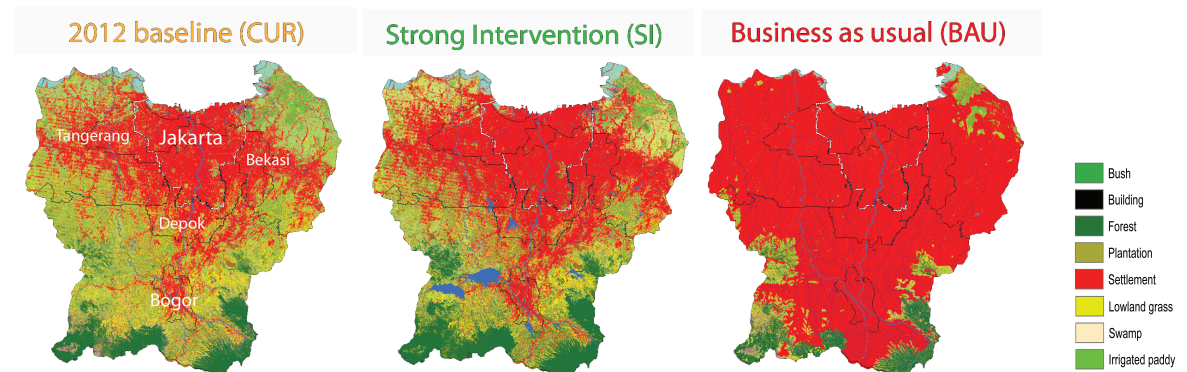 2012 baseline (CUR)
Strong Intervention (SI)
Business as usual (BAU)
Tangerang
Jakarta
Bekasi
Depok
Bogor
Bush
Building
Forest
Plantation
Settlement
Lowland grass
Swamp
Irrigated paddy